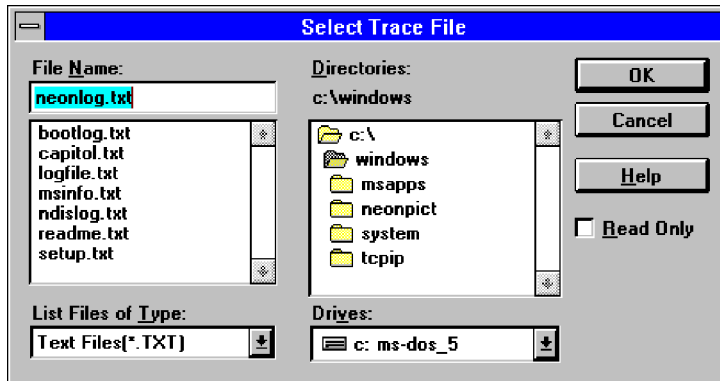 Select Trace File
File Name:
neonlog.txt
bootlog.txt
capitol.txt
logfile.txt
msinfo.txt
ndislog.txt
readme.txt
setup.txt
List Files of Type:
Text Files(*.TXT)
Directories:
c:\windows
c:\
windows
msapps
neonpict
system
tcpip
Drives:
c: ms-dos_5
OK
Cancel
Help
Read Only